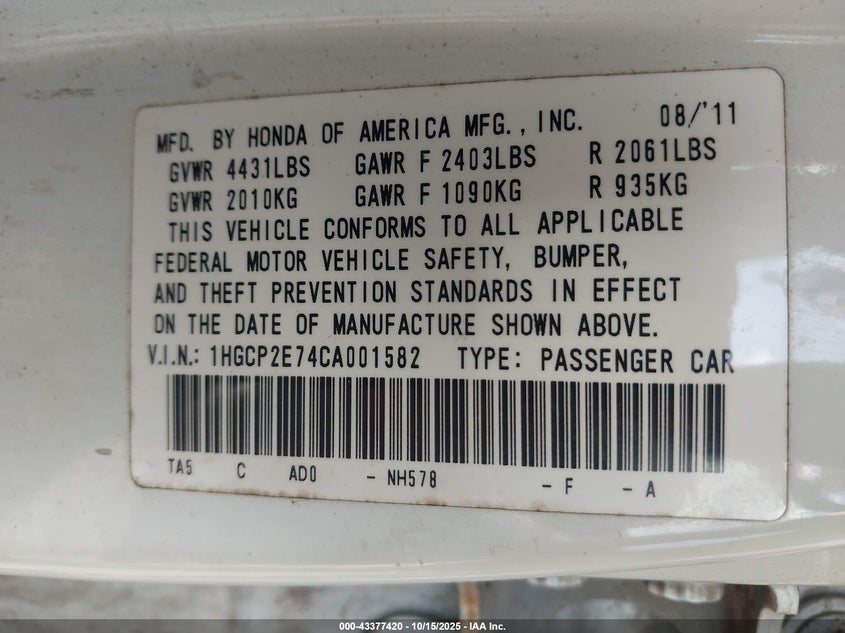 MFD. BY HONDA OF AMERICA MFG., INC. 08/'11
GVWR 4431LBS GAWR F 2403LBS R 2061LBS
GVWR 2010KG GAWR F 1090KG R 935KG
THIS VEHICLE CONFORMS TO ALL APPLICABLE
FEDERAL MOTOR VEHICLE SAFETY, BUMPER,
AND THEFT PREVENTION STANDARDS IN EFFECT
ON THE DATE OF MANUFACTURE SHOWN ABOVE.
V.I.N.: 1HGCP2E74CA001582 TYPE: PASSENGER CAR
TA5 C AD0 - NH578 - F - A
000-43377420 - 10/15/2025 - IAA Inc.